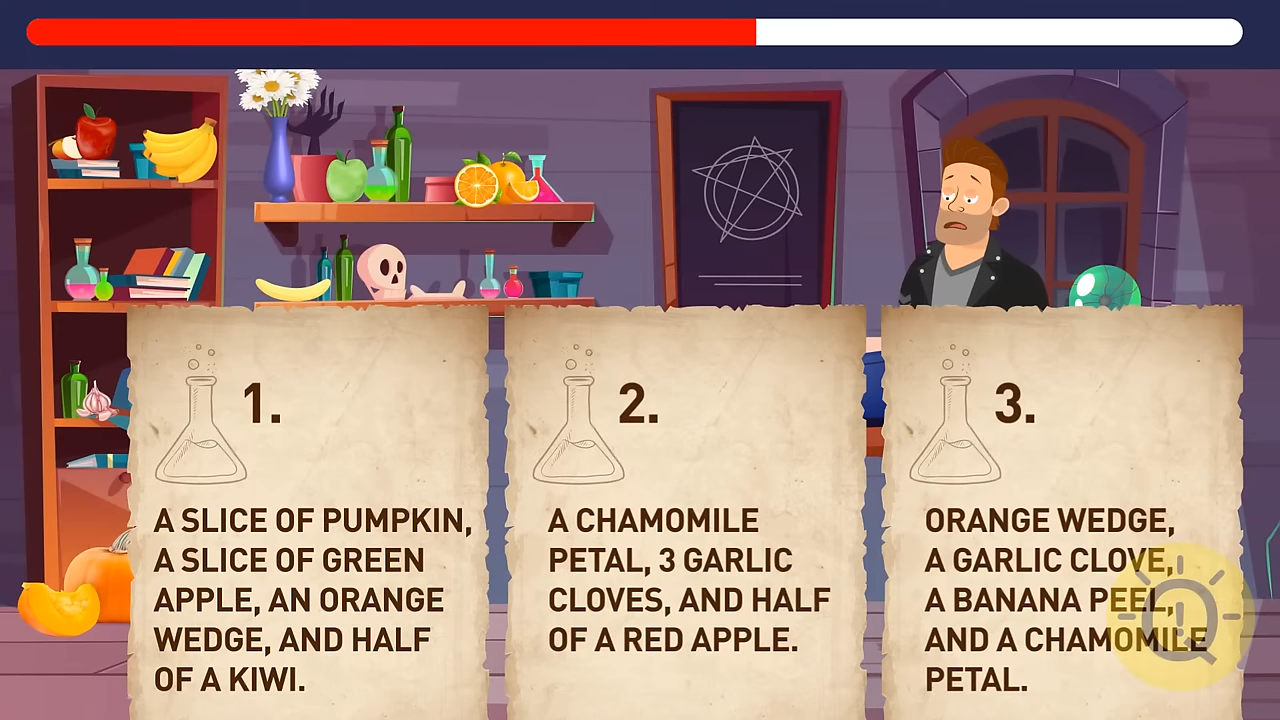 1.
A SLICE OF PUMPKIN,
A SLICE OF GREEN
APPLE, AN ORANGE
WEDGE, AND HALF
OF A KIWI.
2.
A CHAMOMILE
PETAL, 3 GARLIC
CLOVES, AND HALF
OF A RED APPLE.
3.
ORANGE WEDGE,
A GARLIC CLOVE,
A BANANA PEEL,
AND A CHAMOMILE
PETAL.